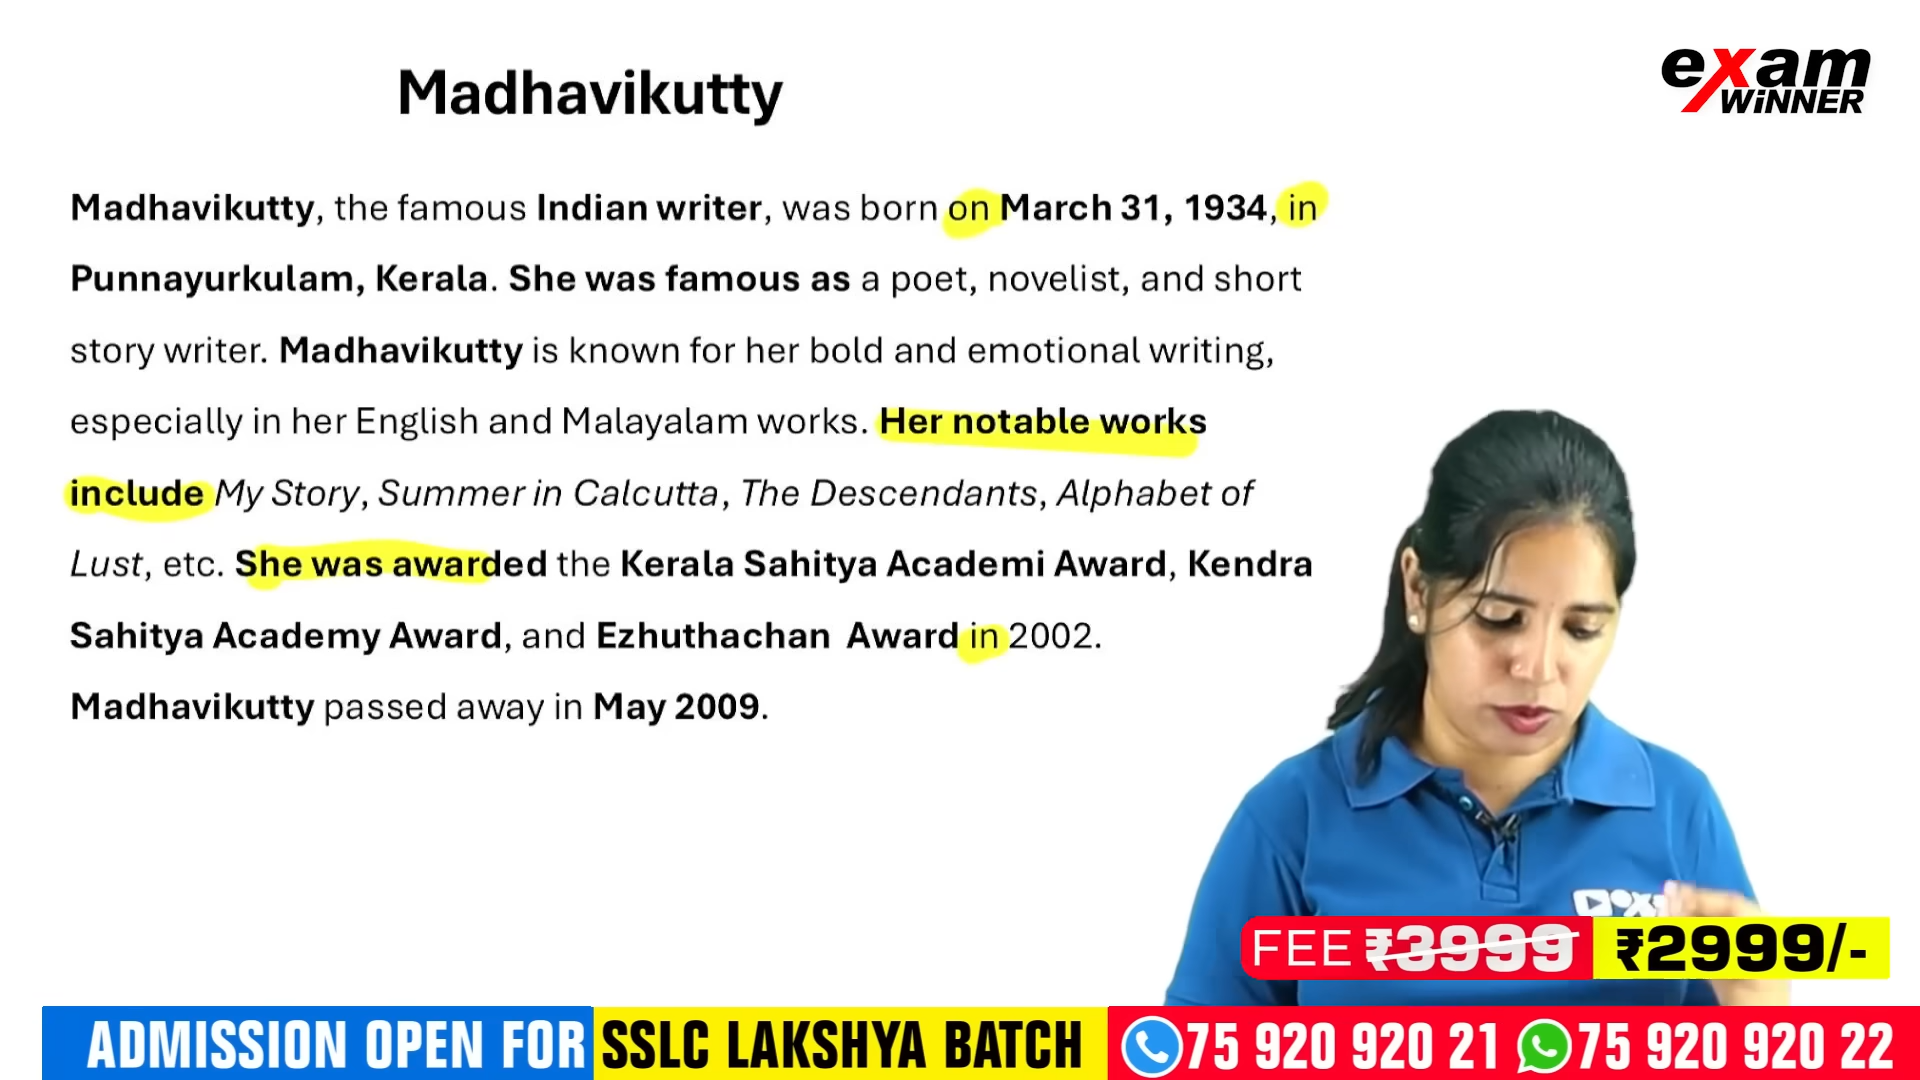 Madhavikutty
exam
WiNNER
Madhavikutty, the famous Indian writer, was born on March 31, 1934, in
Punnayurkulam, Kerala. She was famous as a poet, novelist, and short
story writer. Madhavikutty is known for her bold and emotional writing,
especially in her English and Malayalam works. Her notable works
include My Story, Summer in Calcutta, The Descendants, Alphabet of
Lust, etc. She was awarded the Kerala Sahitya Academi Award, Kendra
Sahitya Academy Award, and Ezhuthachan Award in 2002.
Madhavikutty passed away in May 2009.
FEE ₹3999 ₹2999/-
ADMISSION OPEN FOR SSLC LAKSHYA BATCH 75 920 920 21 75 920 920 22